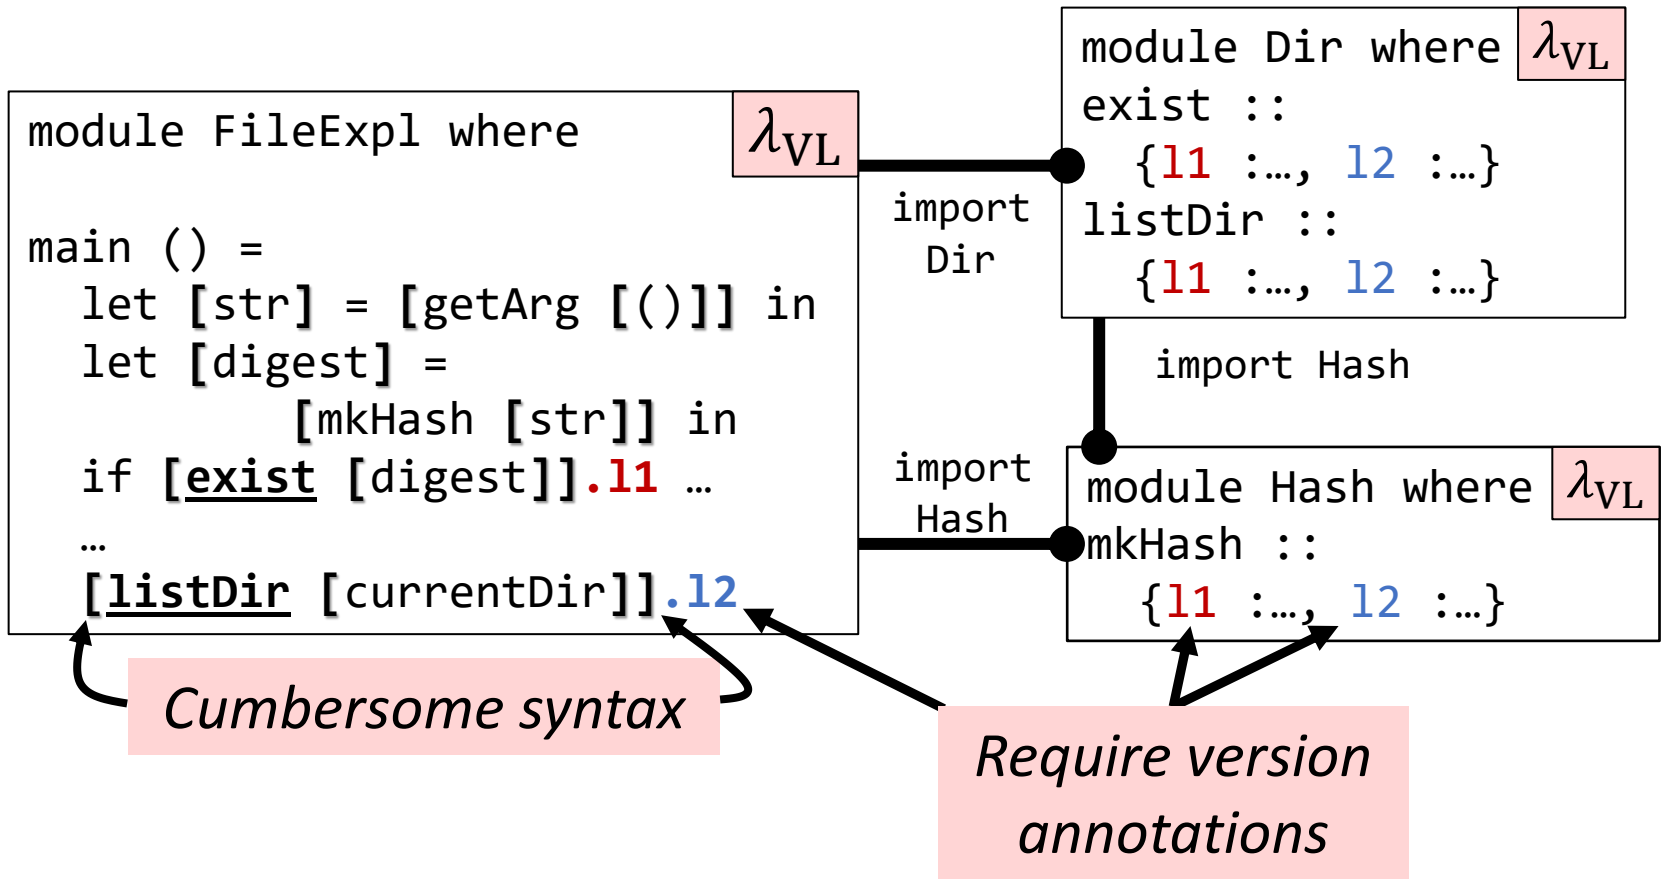 module FileExpl where
λVL
main () =
let [str] = [getArg [()]] in
let [digest] =
[mkHash [str]] in
if [exist [digest]].l1 …
…
[listDir [currentDir]].l2
import
Dir
import
Hash
module Dir where
λVL
exist ::
{l1 :…, l2 :…}
listDir ::
{l1 :…, l2 :…}
import Hash
module Hash where
λVL
mkHash ::
{l1 :…, l2 :…}
Cumbersome syntax
Require version
annotations